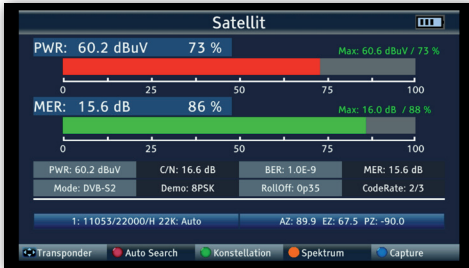 Satellit
PWR: 60.2 dBuV 73 % Max: 60.6 dBuV / 73 %
0 25 50 75 100
MER: 15.6 dB 86 % Max: 16.0 dB / 88 %
0 25 50 75 100
PWR: 60.2 dBuV C/N: 16.6 dB BER: 1.0E-9 MER: 15.6 dB
Mode: DVB-S2 Demo: 8PSK RollOff: 0p35 CodeRate: 2/3
1: 11053/22000/H 22K: Auto AZ: 89.9 EZ: 67.5 PZ: -90.0
Transponder Auto Search Konstellation Spektrum Capture